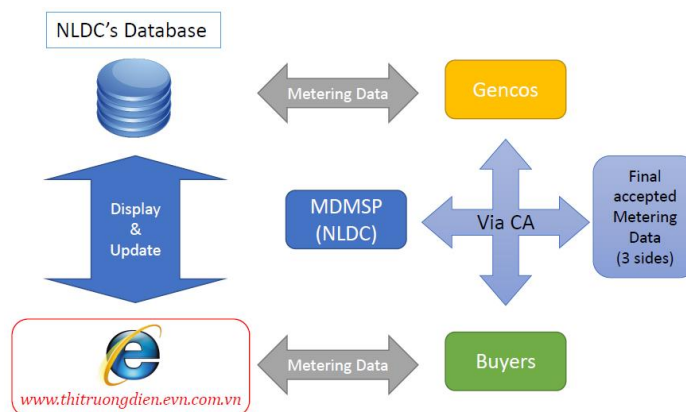 NLDC's Database
Metering Data
Gencos
Display
&
Update
MDMSP
(NLDC)
Via CA
Final
accepted
Metering
Data
(3 sides)
www.thitruongdien.evn.com.vn
Metering Data
Buyers